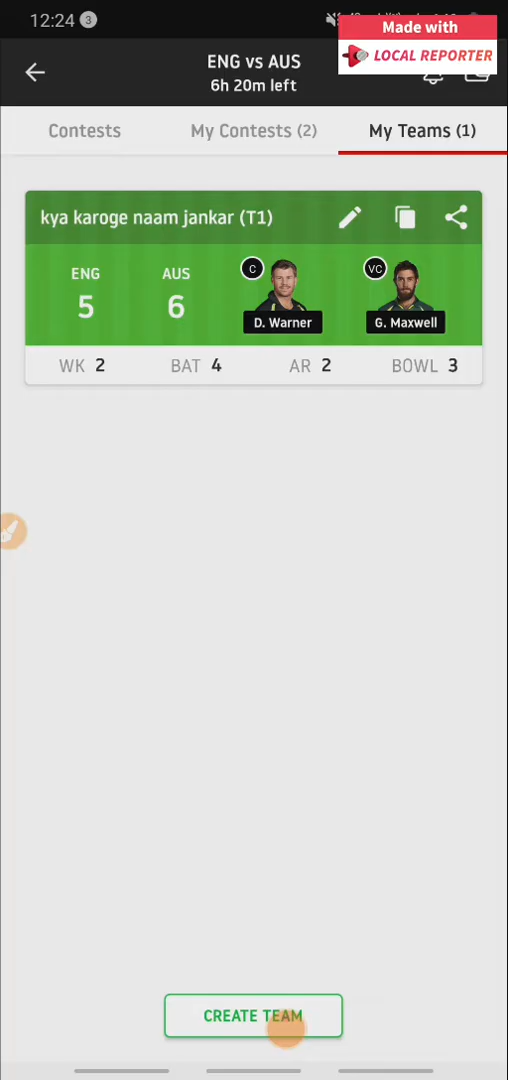 12:24 3
Made with
LOCAL REPORTER
ENG vs AUS
6h 20m left
Contests My Contests (2) My Teams (1)
kya karoge naam jankar (T1)
ENG AUS C VC
5 6
D. Warner G. Maxwell
WK 2 BAT 4 AR 2 BOWL 3
CREATE TEAM